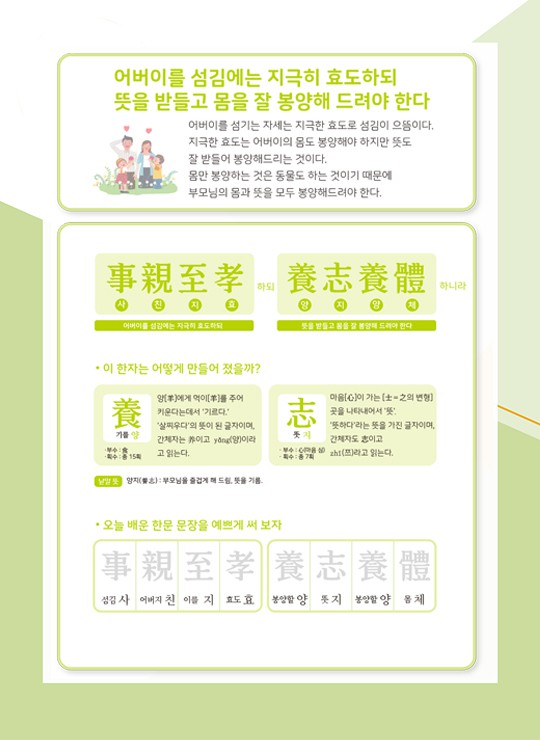 어버이를 섬김에는 지극히 효도하되
뜻을 받들고 몸을 잘 봉양해 드려야 한다
어버이를 섬기는 자세는 지극한 효도로 섬김이 으뜸이다.
지극한 효도는 어버이의 몸도 봉양해야 하지만 뜻도
잘 받들어 봉양해드리는 것이다.
몸만 봉양하는 것은 동물도 하는 것이기 때문에
부모님의 몸과 뜻을 모두 봉양해드려야 한다.
事親至孝 하되 養志養體 하니라
사 친 지 효 양 지 양 체
어버이를 섬김에는 지극히 효도하되 뜻을 받들고 몸을 잘 봉양해 드려야 한다
• 이 한자는 어떻게 만들어 졌을까?
養
기를 양
·부수 : 食
·획수 : 총 15획
양[羊]에게 먹이[羊]를 주어
키운다는데서 '기르다.'
'살찌우다'의 뜻이 된 글자이며,
간체자는 养이고 yǎng(양)이라
고 읽는다.
志
뜻 지
·부수 : 心(마음 심)
·획수 : 총 7획
마음[心]이 가는 [士 = 之의 변형]
곳을 나타내어서 '뜻'.
'뜻하다'라는 뜻을 가진 글자이며,
간체자도 志이고
zhì(쯔)라고 읽는다.
낱말 뜻 양지(養志) : 부모님을 즐겁게 해 드림, 뜻을 기름.
• 오늘 배운 한문 문장을 예쁘게 써 보자
事 親 至 孝 養 志 養 體
섬김 사 어버지 친 이를 지 효도 효 봉양할 양 뜻 지 봉양할 양 몸 체